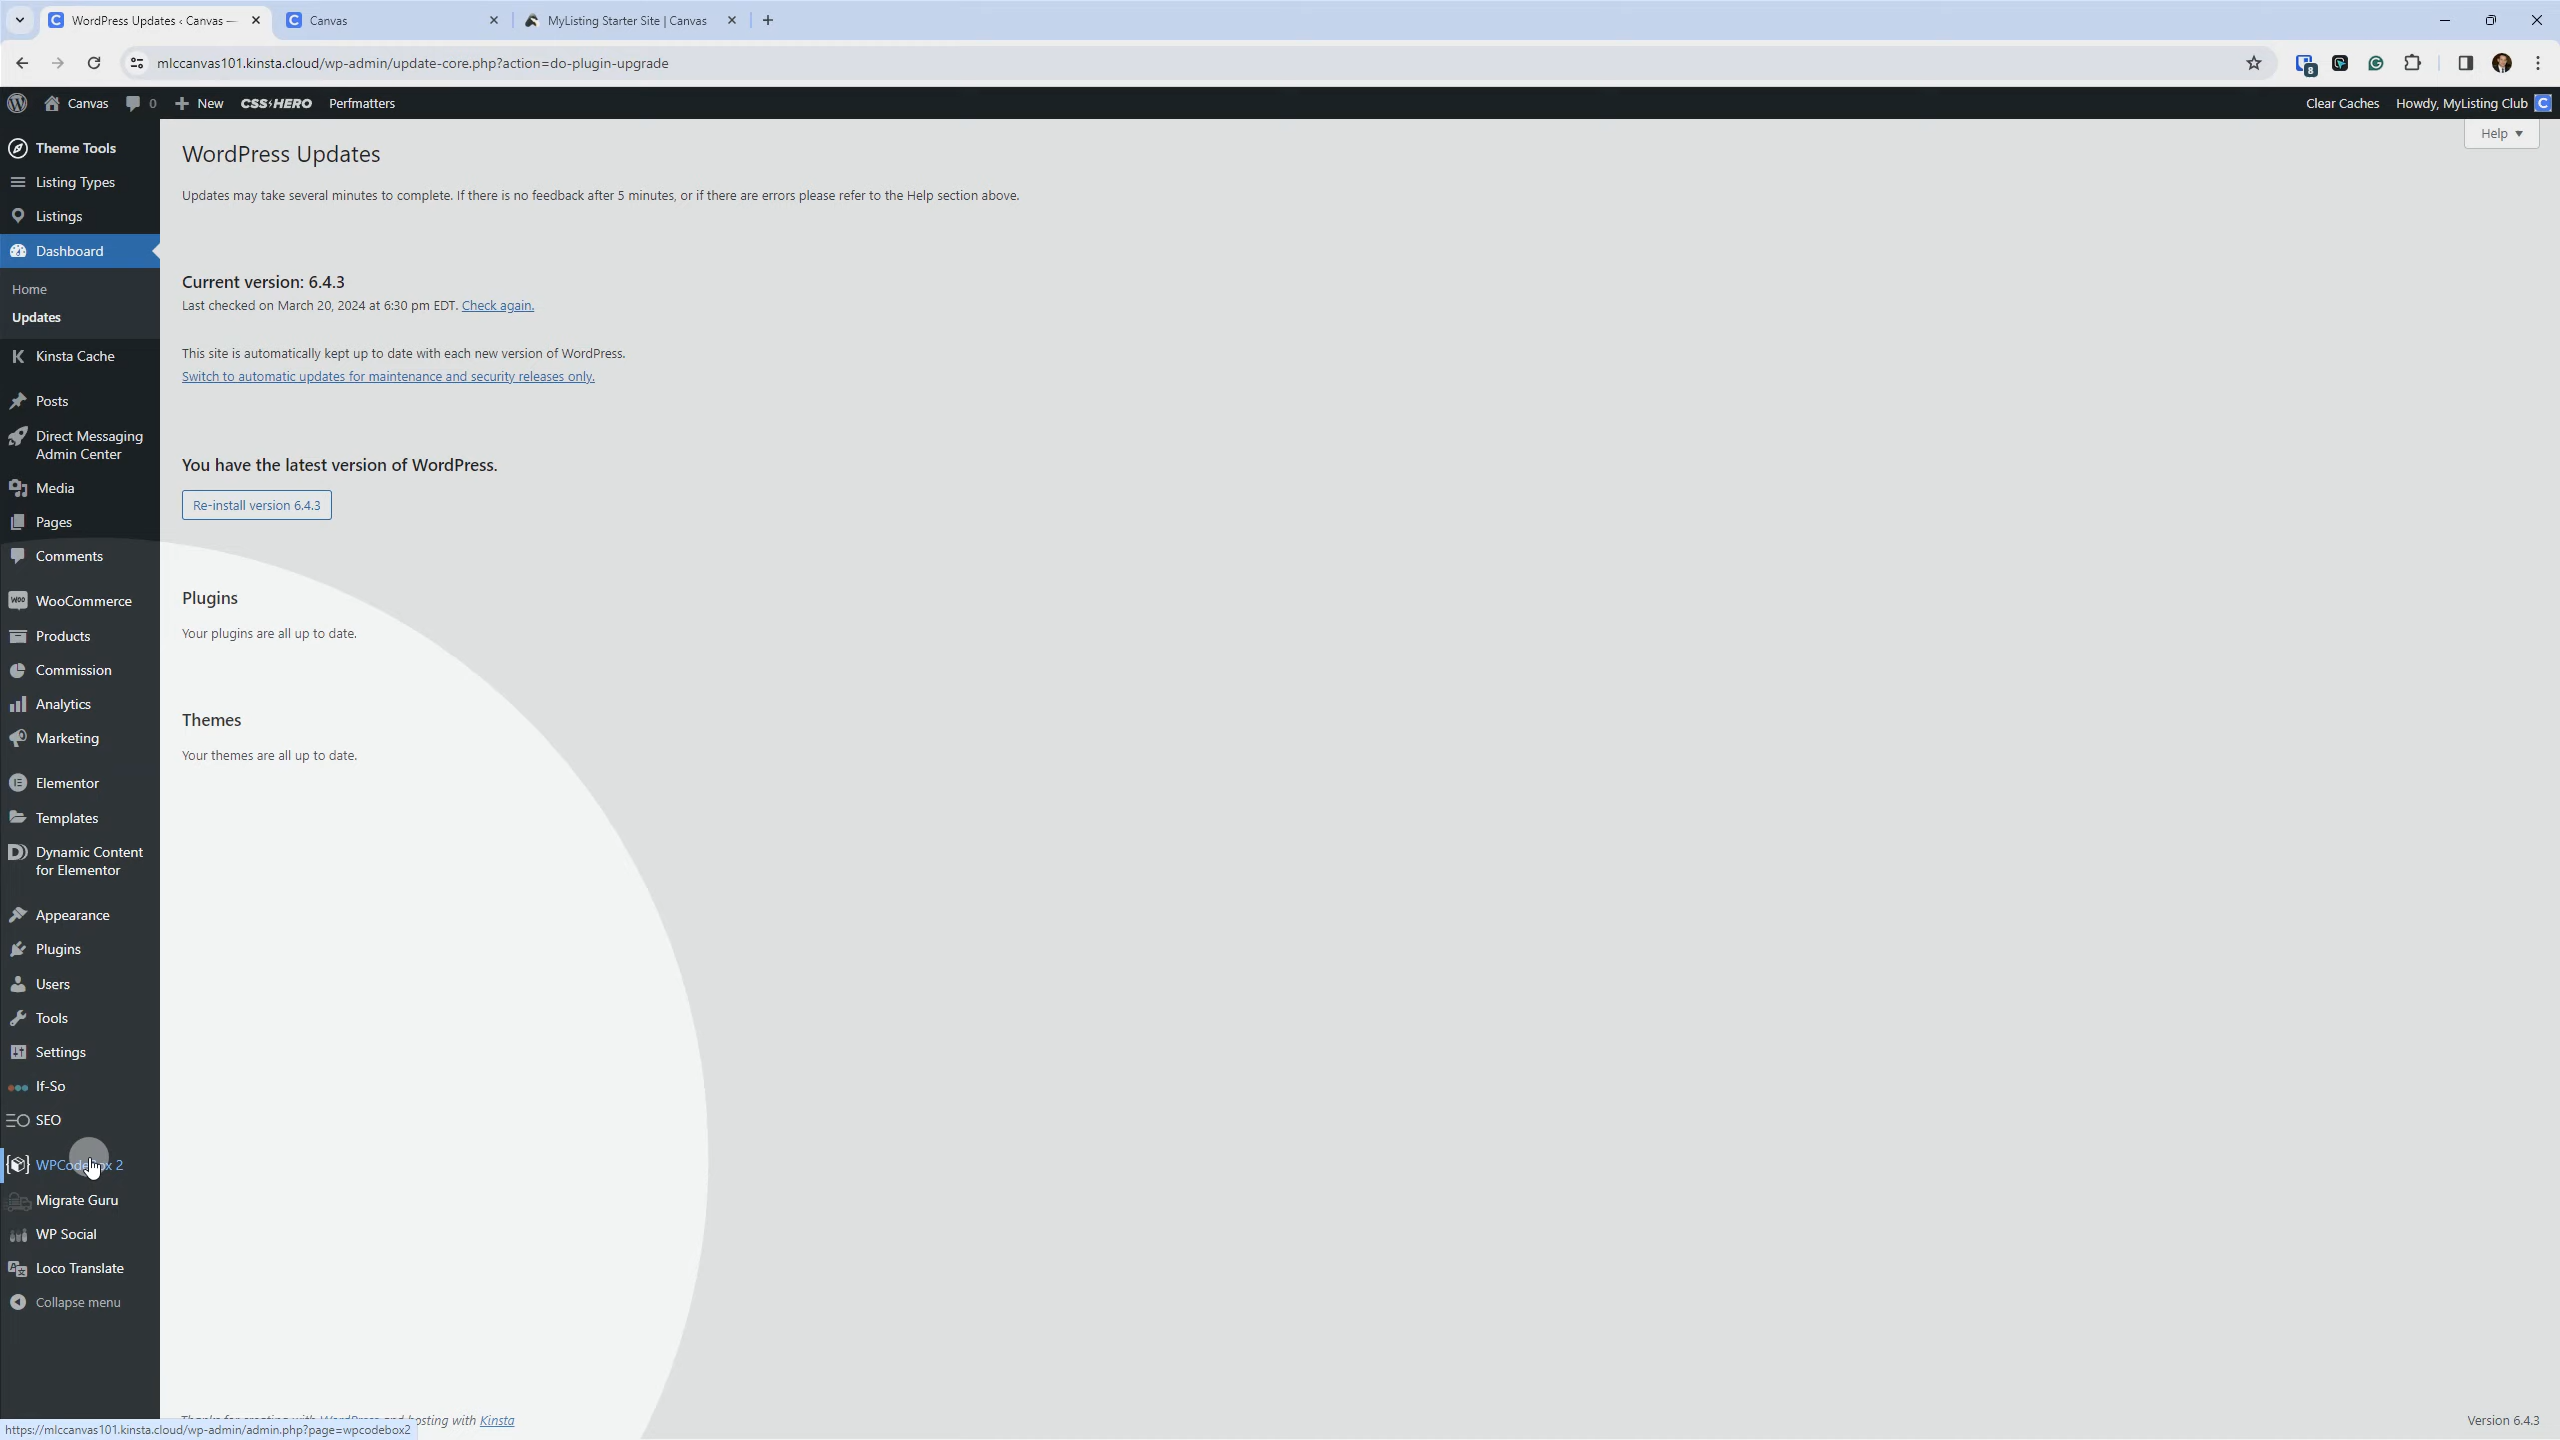 WordPress Updates ‹ Canvas —
Canvas
MyListing Starter Site | Canvas
mlccanvas101.kinsta.cloud/wp-admin/update-core.php?action=do-plugin-upgrade
8
Canvas
0
New
CSS HERO
Perfmatters
Clear Caches
Howdy, MyListing Club
Help
Theme Tools
Listing Types
Listings
Dashboard
Home
Updates
Kinsta Cache
Posts
Direct Messaging
Admin Center
Media
Pages
Comments
WooCommerce
Products
Commission
Analytics
Marketing
Elementor
Templates
Dynamic Content
for Elementor
Appearance
Plugins
Users
Tools
Settings
If-So
SEO
2
Migrate Guru
WP Social
Loco Translate
Collapse menu
WordPress Updates
Updates may take several minutes to complete. If there is no feedback after 5 minutes, or if there are errors please refer to the Help section above.
Current version: 6.4.3
Last checked on March 20, 2024 at 6:30 pm EDT. Check again.
This site is automatically kept up to date with each new version of WordPress.
Switch to automatic updates for maintenance and security releases only.
You have the latest version of WordPress.
Re-install version 6.4.3
Plugins
Your plugins are all up to date.
Themes
Your themes are all up to date.
hosting with Kinsta
Version 6.4.3
https://mlccanvas101.kinsta.cloud/wp-admin/admin.php?page=wpcodebox2